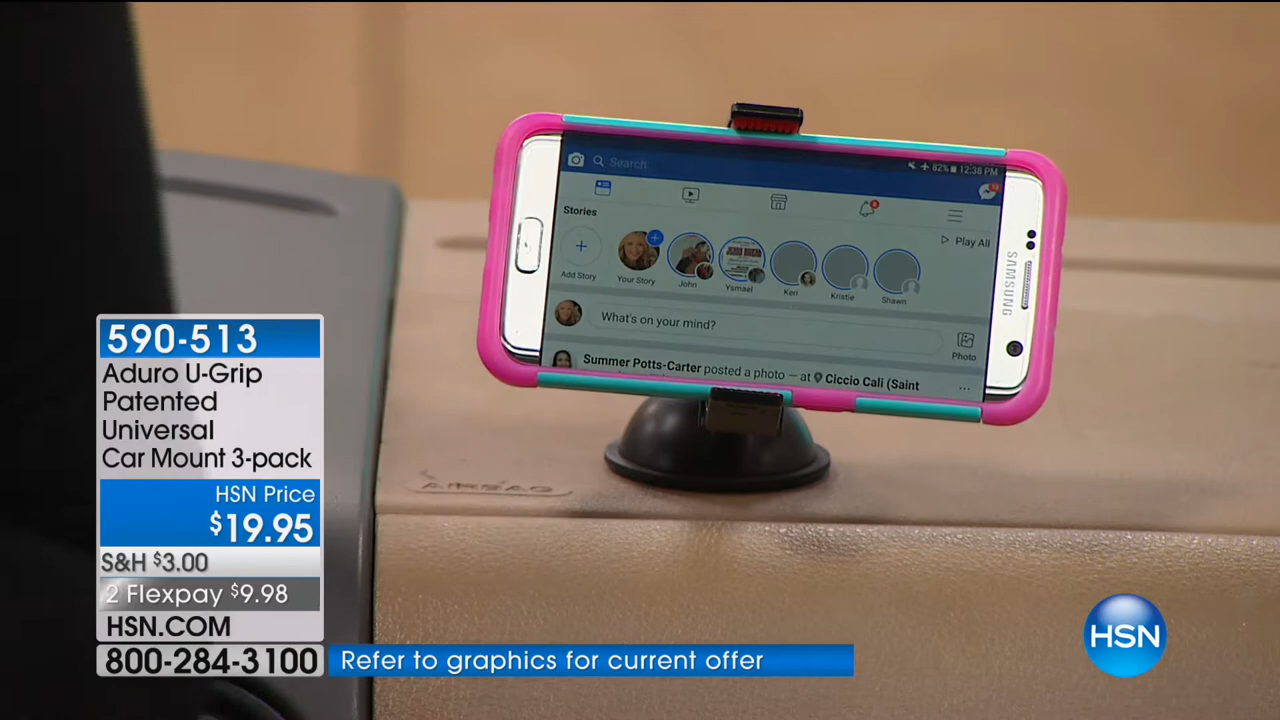 Search
82% 12:38 PM
13
8
Stories
Play All
Add Story
Your Story
John
Ysmael
Keri
Kristie
Shawn
What's on your mind?
Photo
Summer Potts-Carter posted a photo — at Ciccio Cali (Saint
SAMSUNG
AIRBAG
590-513
Aduro U-Grip
Patented
Universal
Car Mount 3-pack
HSN Price
$19.95
S&H $3.00
2 Flexpay $9.98
HSN.COM
800-284-3100
Refer to graphics for current offer
HSN